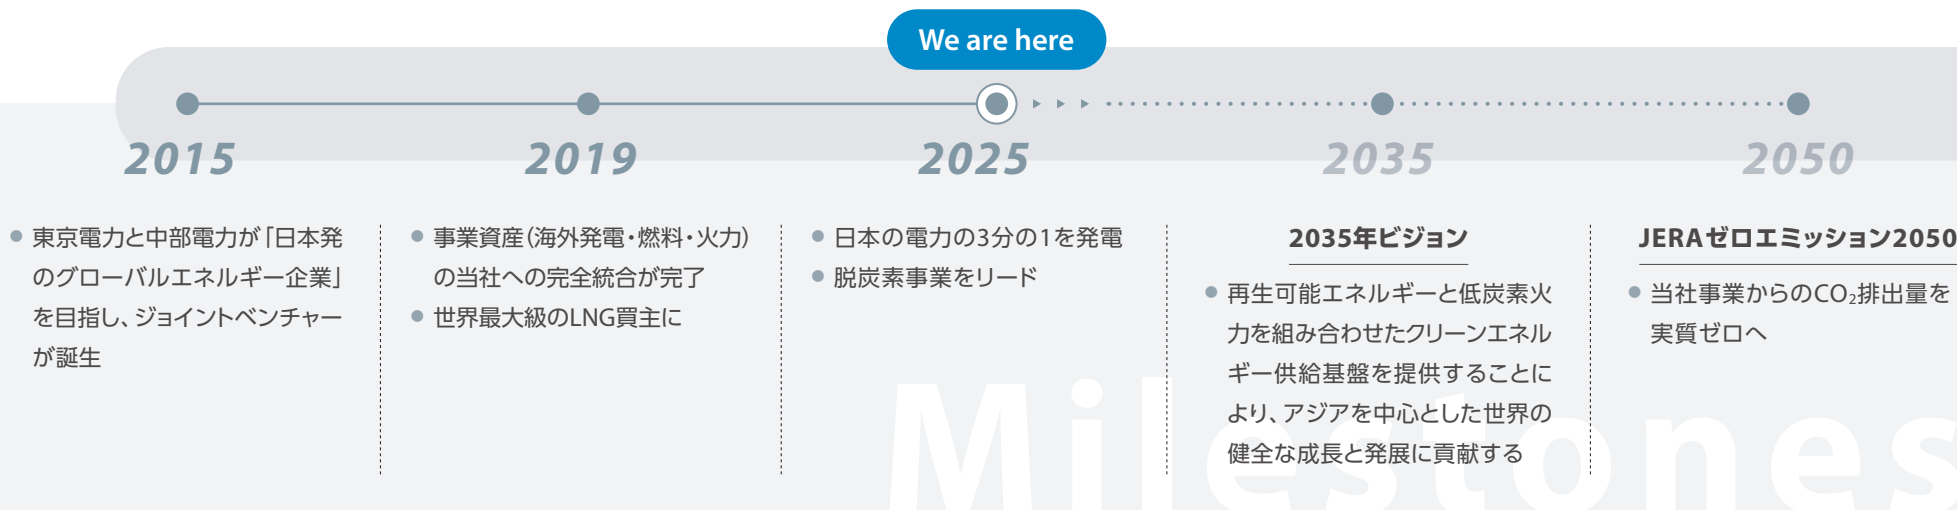 We are here
2015
2019
2025
2035
2050
• 東京電力と中部電力が「日本発
のグローバルエネルギー企業」
を目指し、ジョイントベンチャー
が誕生
• 事業資産(海外発電・燃料・火力)
の当社への完全統合が完了
• 世界最大級のLNG買主に
• 日本の電力の3分の1を発電
• 脱炭素事業をリード
2035年ビジョン
• 再生可能エネルギーと低炭素火
力を組み合わせたクリーンエネル
ギー供給基盤を提供することに
より、アジアを中心とした世界の
健全な成長と発展に貢献する
JERAゼロエミッション2050
• 当社事業からのCO₂排出量を
実質ゼロへ
Milestones